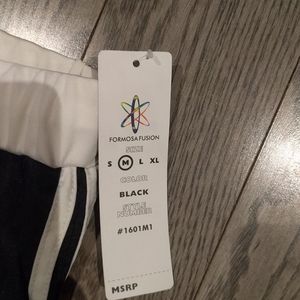 FORMOSA FUSION
SIZE
S M L XL
COLOR
BLACK
STYLE
NUMBER
#1601M1
MSRP